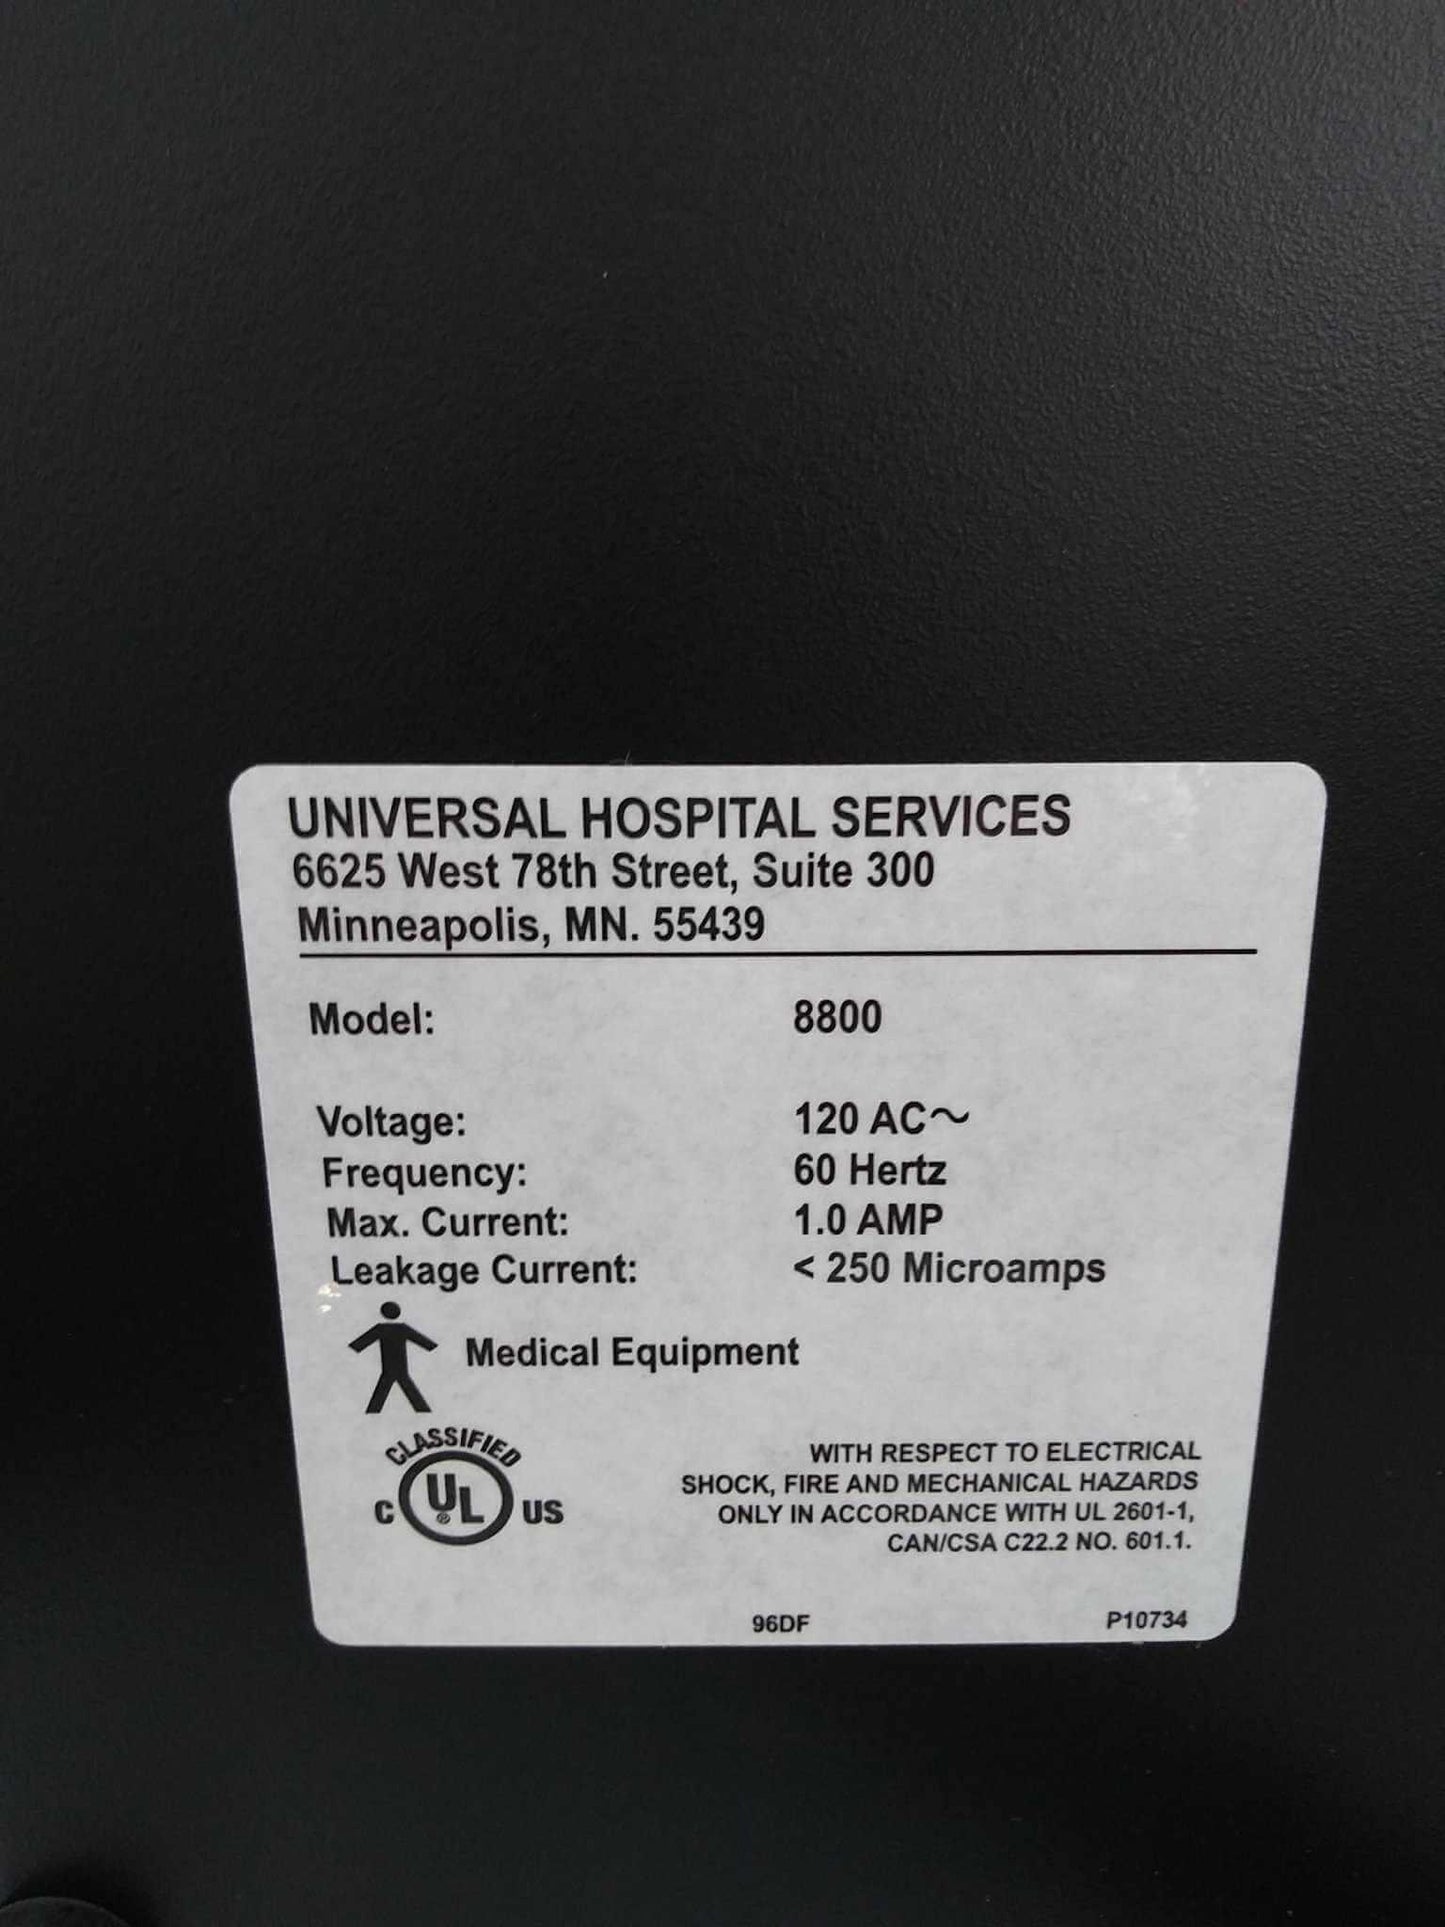 UNIVERSAL HOSPITAL SERVICES
6625 West 78th Street, Suite 300
Minneapolis, MN. 55439
Model: 8800
Voltage: 120 AC~
Frequency: 60 Hertz
Max. Current: 1.0 AMP
Leakage Current: < 250 Microamps
Medical Equipment
CLASSIFIED
C UL® US
WITH RESPECT TO ELECTRICAL
SHOCK, FIRE AND MECHANICAL HAZARDS
ONLY IN ACCORDANCE WITH UL 2601-1,
CAN/CSA C22.2 NO. 601.1.
96DF P10734